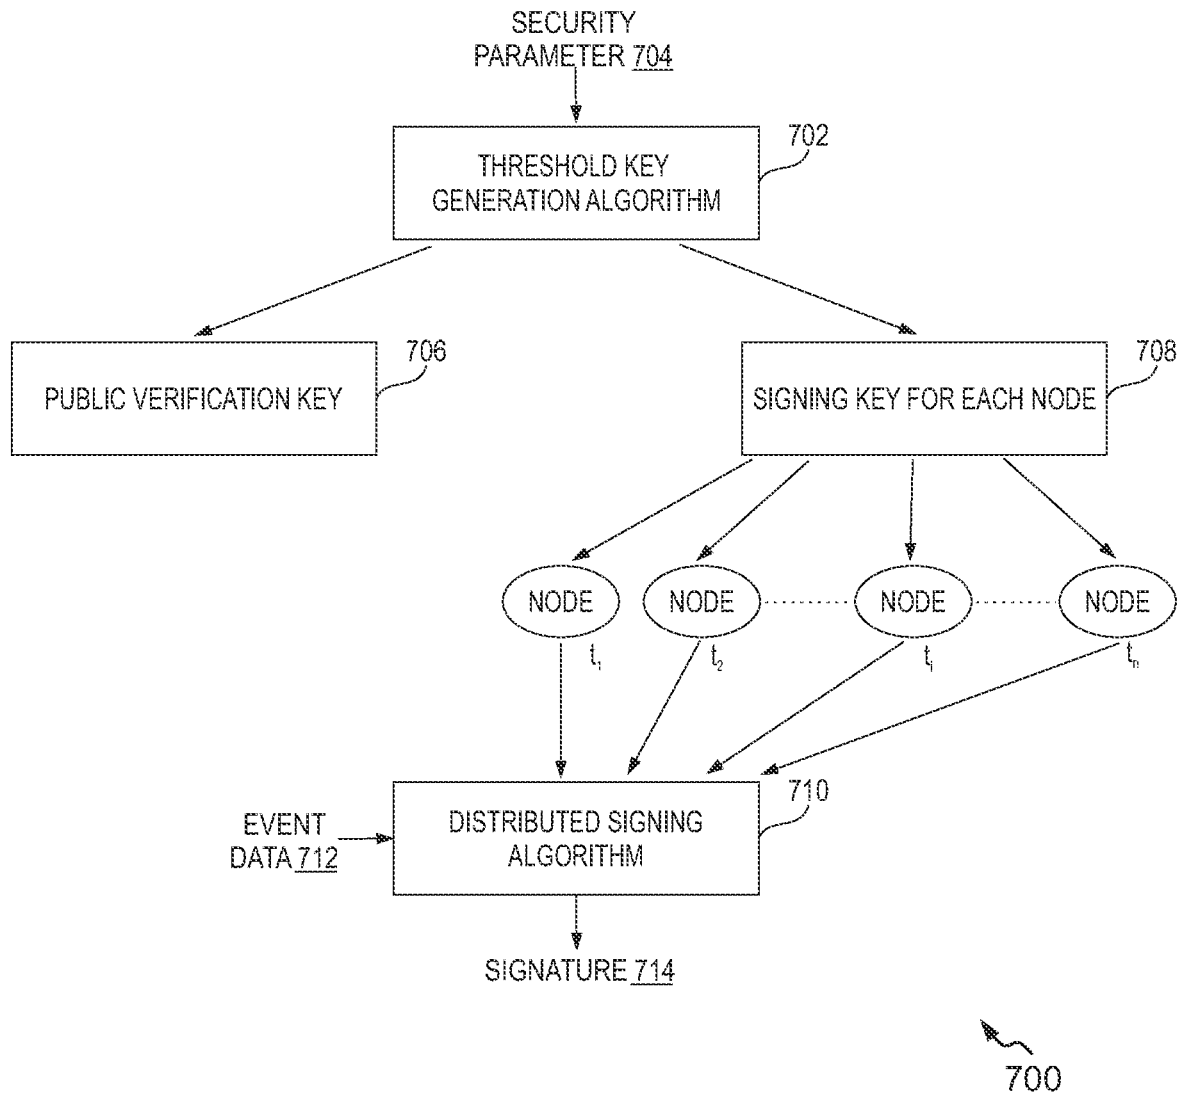 SECURITY
PARAMETER 704
702
THRESHOLD KEY
GENERATION ALGORITHM
706
708
PUBLIC VERIFICATION KEY
SIGNING KEY FOR EACH NODE
NODE NODE NODE NODE
t1 t2 ti tn
710
EVENT
DATA 712
DISTRIBUTED SIGNING
ALGORITHM
SIGNATURE 714
700